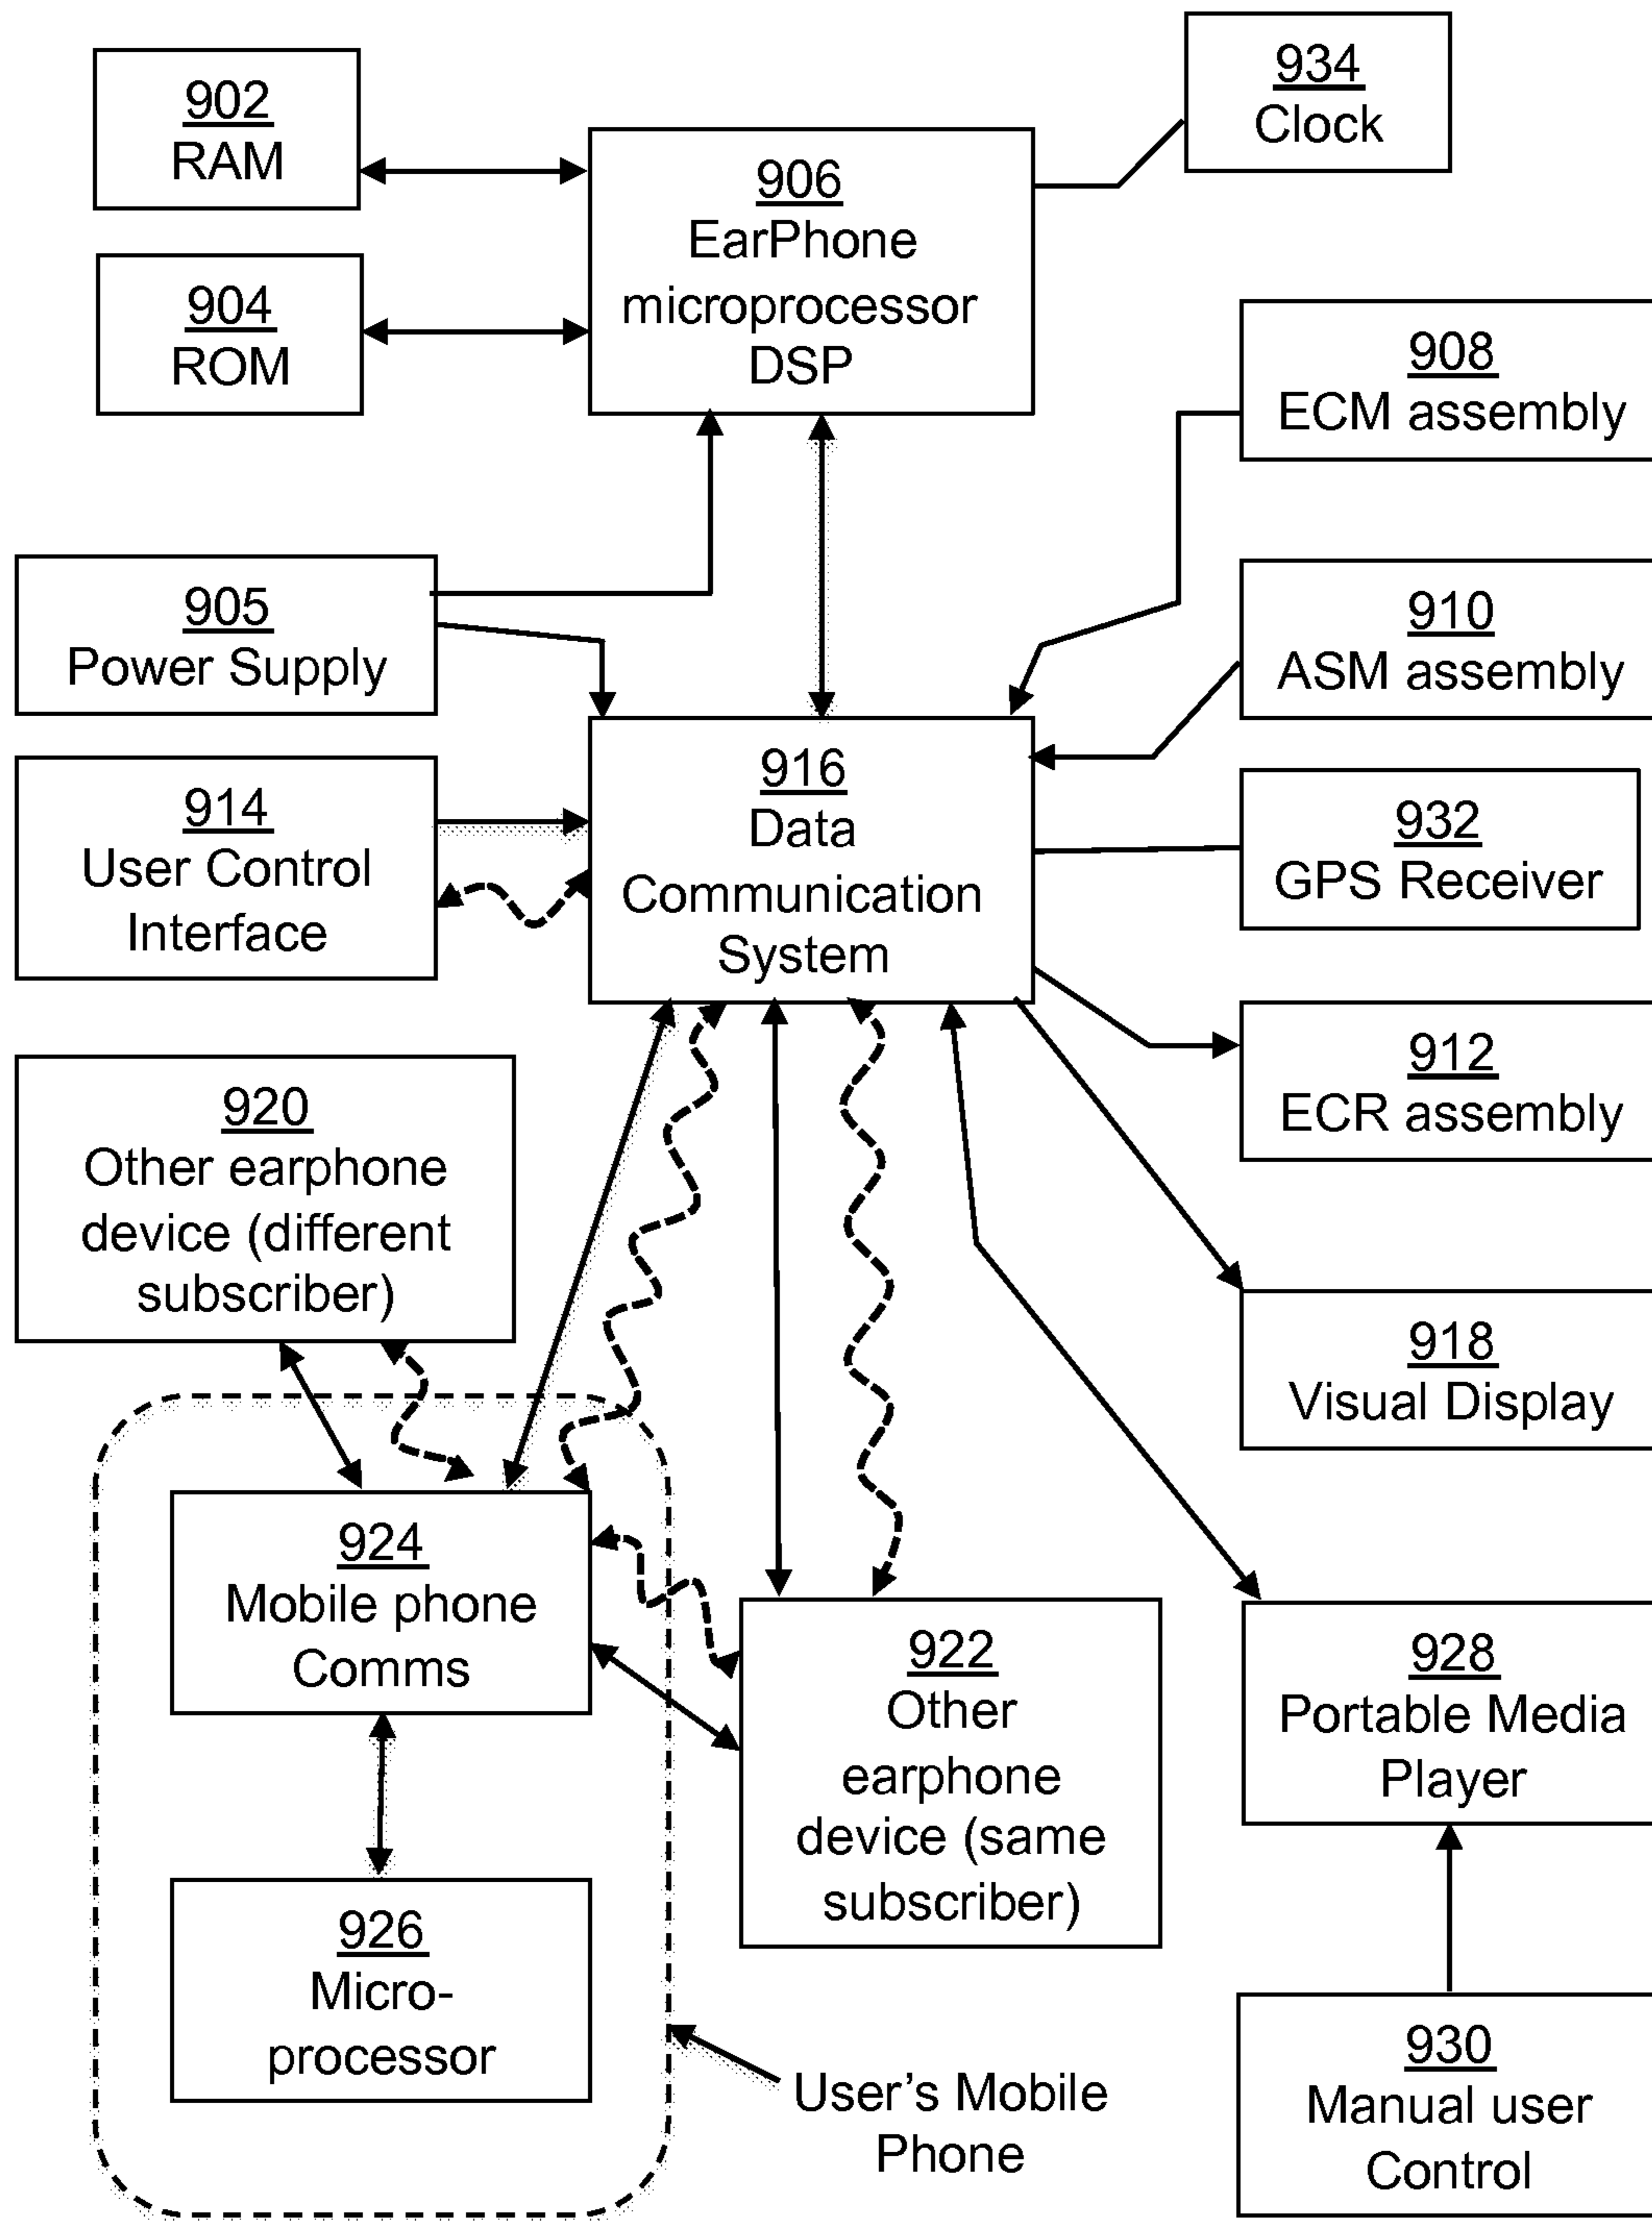 934
Clock
902
RAM
906
EarPhone
microprocessor
DSP
904
ROM
908
ECM assembly
905
Power Supply
910
ASM assembly
916
Data
Communication
System
914
User Control
Interface
932
GPS Receiver
912
ECR assembly
920
Other earphone
device (different
subscriber)
918
Visual Display
924
Mobile phone
Comms
922
Other
earphone
device (same
subscriber)
928
Portable Media
Player
926
Micro-
processor
User’s Mobile
Phone
930
Manual user
Control